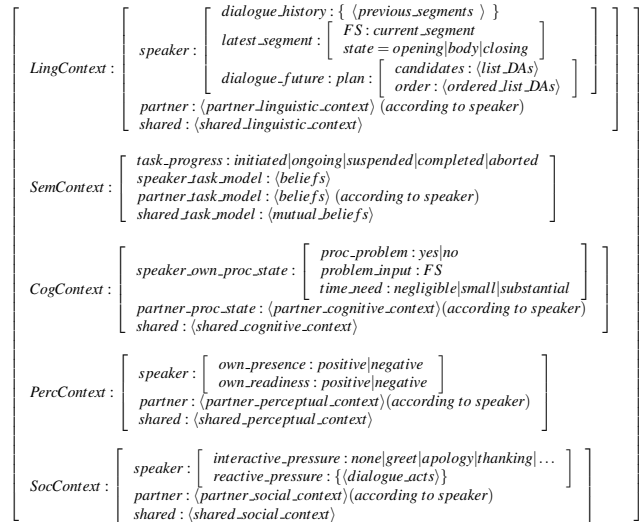 dialogue_history : { ⟨previous_segments ⟩ }
latest_segment : [ FS : current_segment
state = opening|body|closing ]
dialogue_future : plan : [ candidates : ⟨list_DAs⟩
order : ⟨ordered_list_DAs⟩ ]
LingContext : speaker :
partner : ⟨partner_linguistic_context⟩ (according to speaker)
shared : ⟨shared_linguistic_context⟩
task_progress : initiated|ongoing|suspended|completed|aborted
SemContext : speaker_task_model : ⟨beliefs⟩
partner_task_model : ⟨beliefs⟩ (according to speaker)
shared_task_model : ⟨mutual_beliefs⟩
proc_problem : yes|no
CogContext : speaker_own_proc_state : problem_input : FS
time_need : negligible|small|substantial
partner_proc_state : ⟨partner_cognitive_context⟩(according to speaker)
shared : ⟨shared_cognitive_context⟩
PercContext : speaker : [ own_presence : positive|negative
own_readiness : positive|negative ]
partner : ⟨partner_perceptual_context⟩(according to speaker)
shared : ⟨shared_perceptual_context⟩
SocContext : speaker : [ interactive_pressure : none|greet|apology|thanking|...
reactive_pressure : {⟨dialogue_acts⟩} ]
partner : ⟨partner_social_context⟩(according to speaker)
shared : ⟨shared_social_context⟩